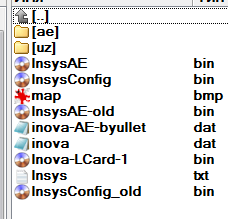 [..]
[ae]
[uz]
InsysAE bin
InsysConfig bin
map bmp
InsysAE-old bin
inova-AE-byullet dat
inova dat
Inova-LCard-1 bin
Insys txt
InsysConfig_old bin